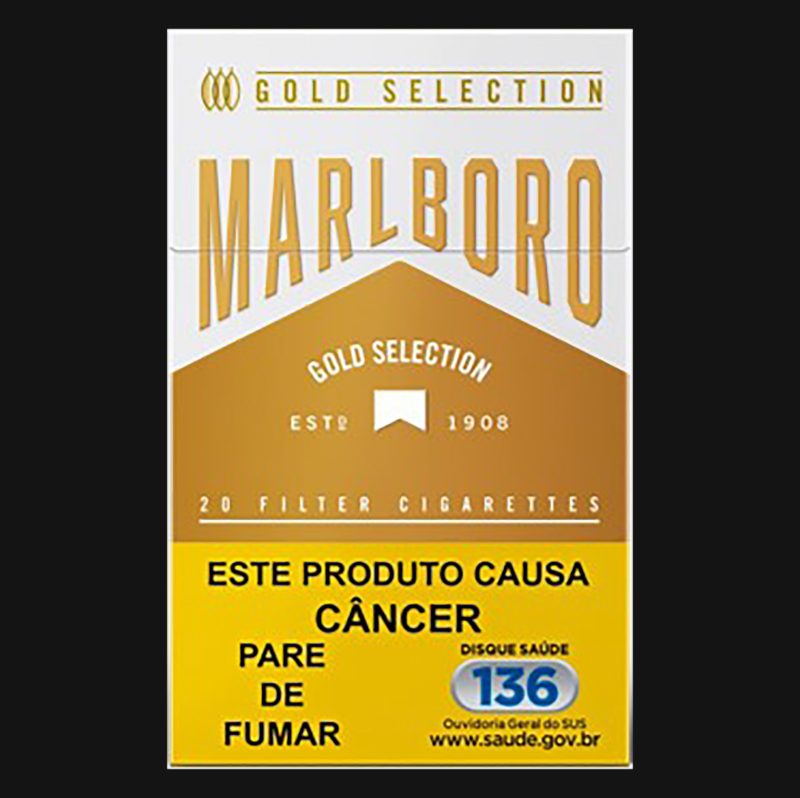 GOLD SELECTION
MARLBORO
GOLD SELECTION
ESTD 1908
20 FILTER CIGARETTES
ESTE PRODUTO CAUSA
CÂNCER
PARE
DE
FUMAR
DISQUE SAÚDE
136
Ouvidoria Geral do SUS
www.saude.gov.br